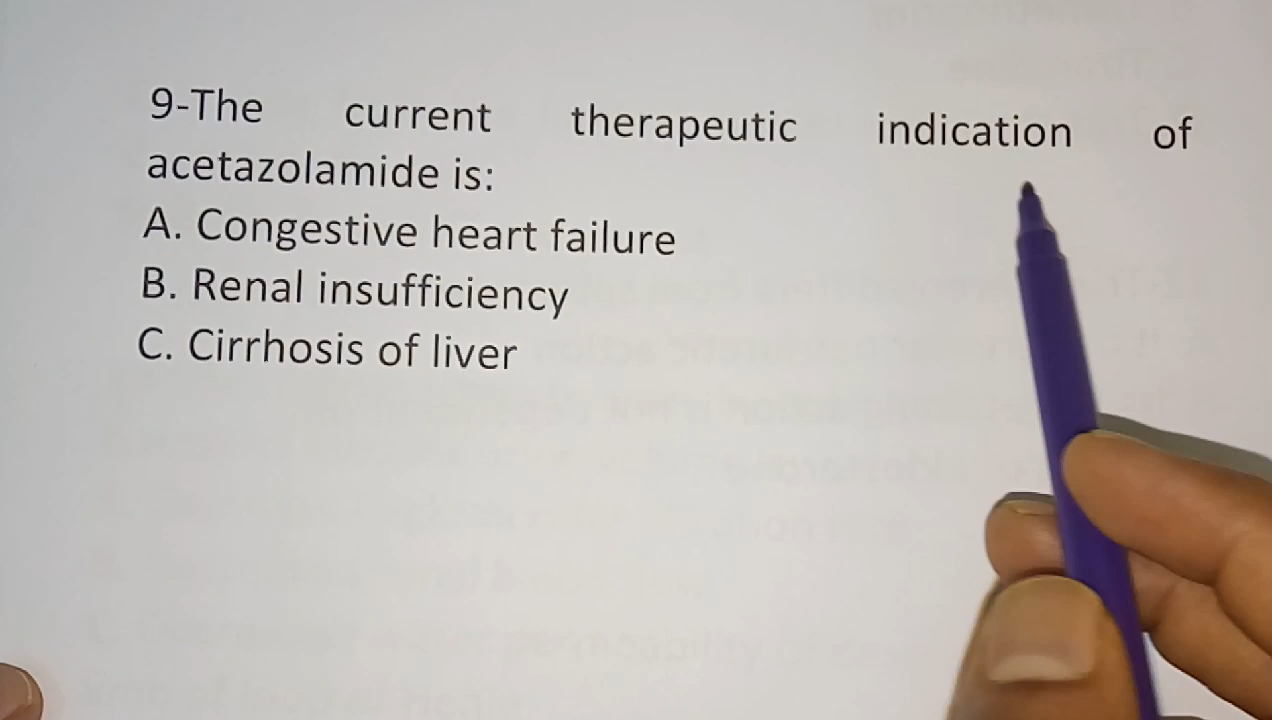 9-The current therapeutic indication of
acetazolamide is:
A. Congestive heart failure
B. Renal insufficiency
C. Cirrhosis of liver